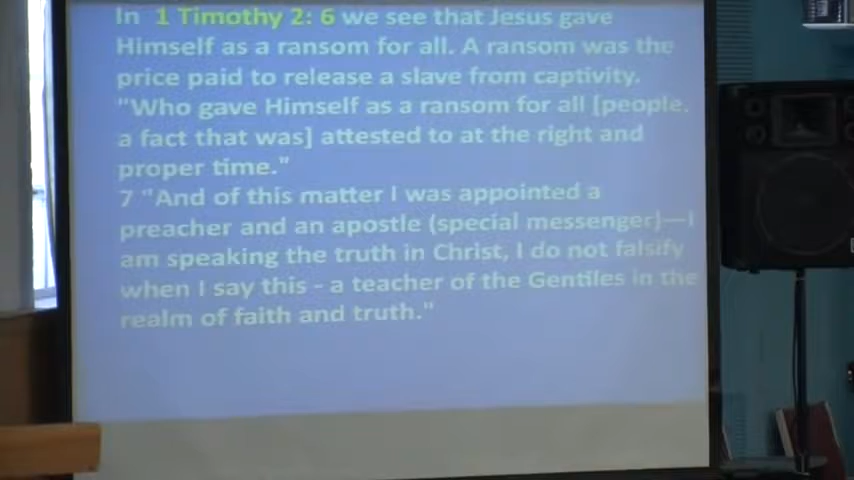 In 1 Timothy 2: 6 we see that Jesus gave
Himself as a ransom for all. A ransom was the
price paid to release a slave from captivity.
"Who gave Himself as a ransom for all [people,
a fact that was] attested to at the right and
proper time."
7 "And of this matter I was appointed a
preacher and an apostle (special messenger)—I
am speaking the truth in Christ, I do not falsify
when I say this - a teacher of the Gentiles in the
realm of faith and truth."